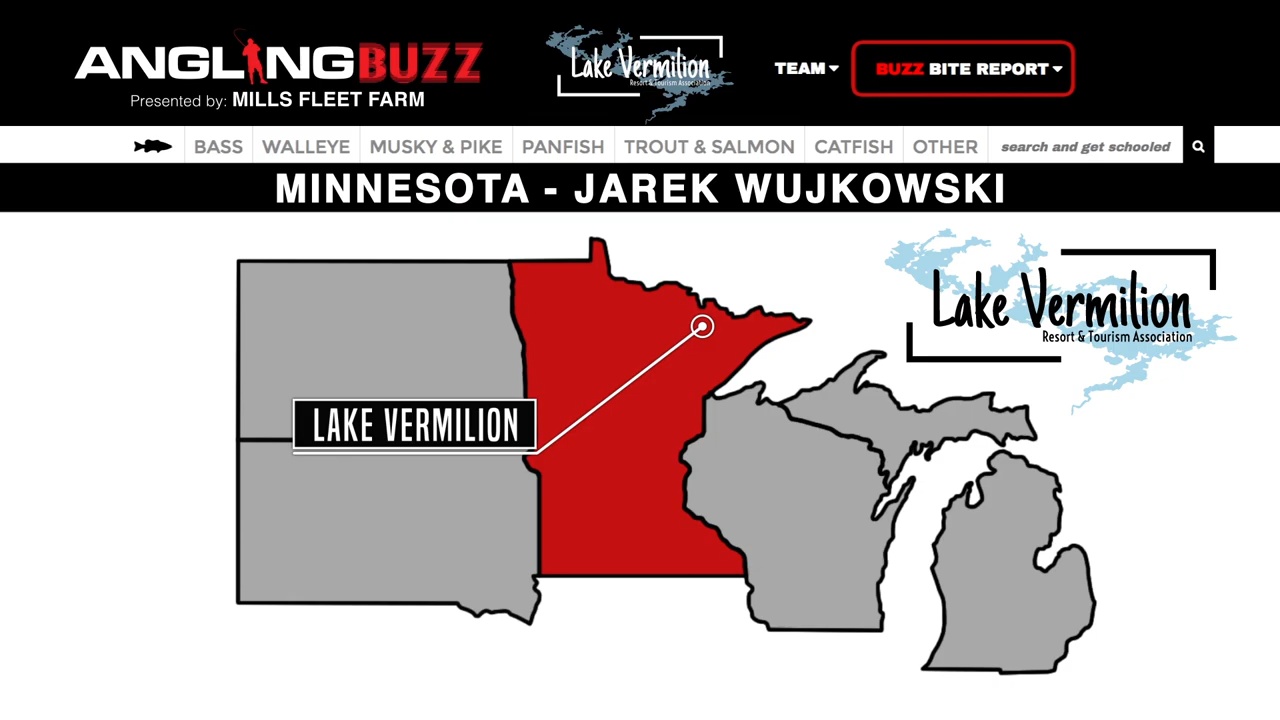 ANGLINGBUZZ
Presented by: MILLS FLEET FARM
Lake Vermilion
Resort & Tourism Association
TEAM
BUZZ BITE REPORT
BASS WALLEYE MUSKY & PIKE PANFISH TROUT & SALMON CATFISH OTHER search and get schooled
MINNESOTA - JAREK WUJKOWSKI
Lake Vermilion
Resort & Tourism Association
LAKE VERMILION